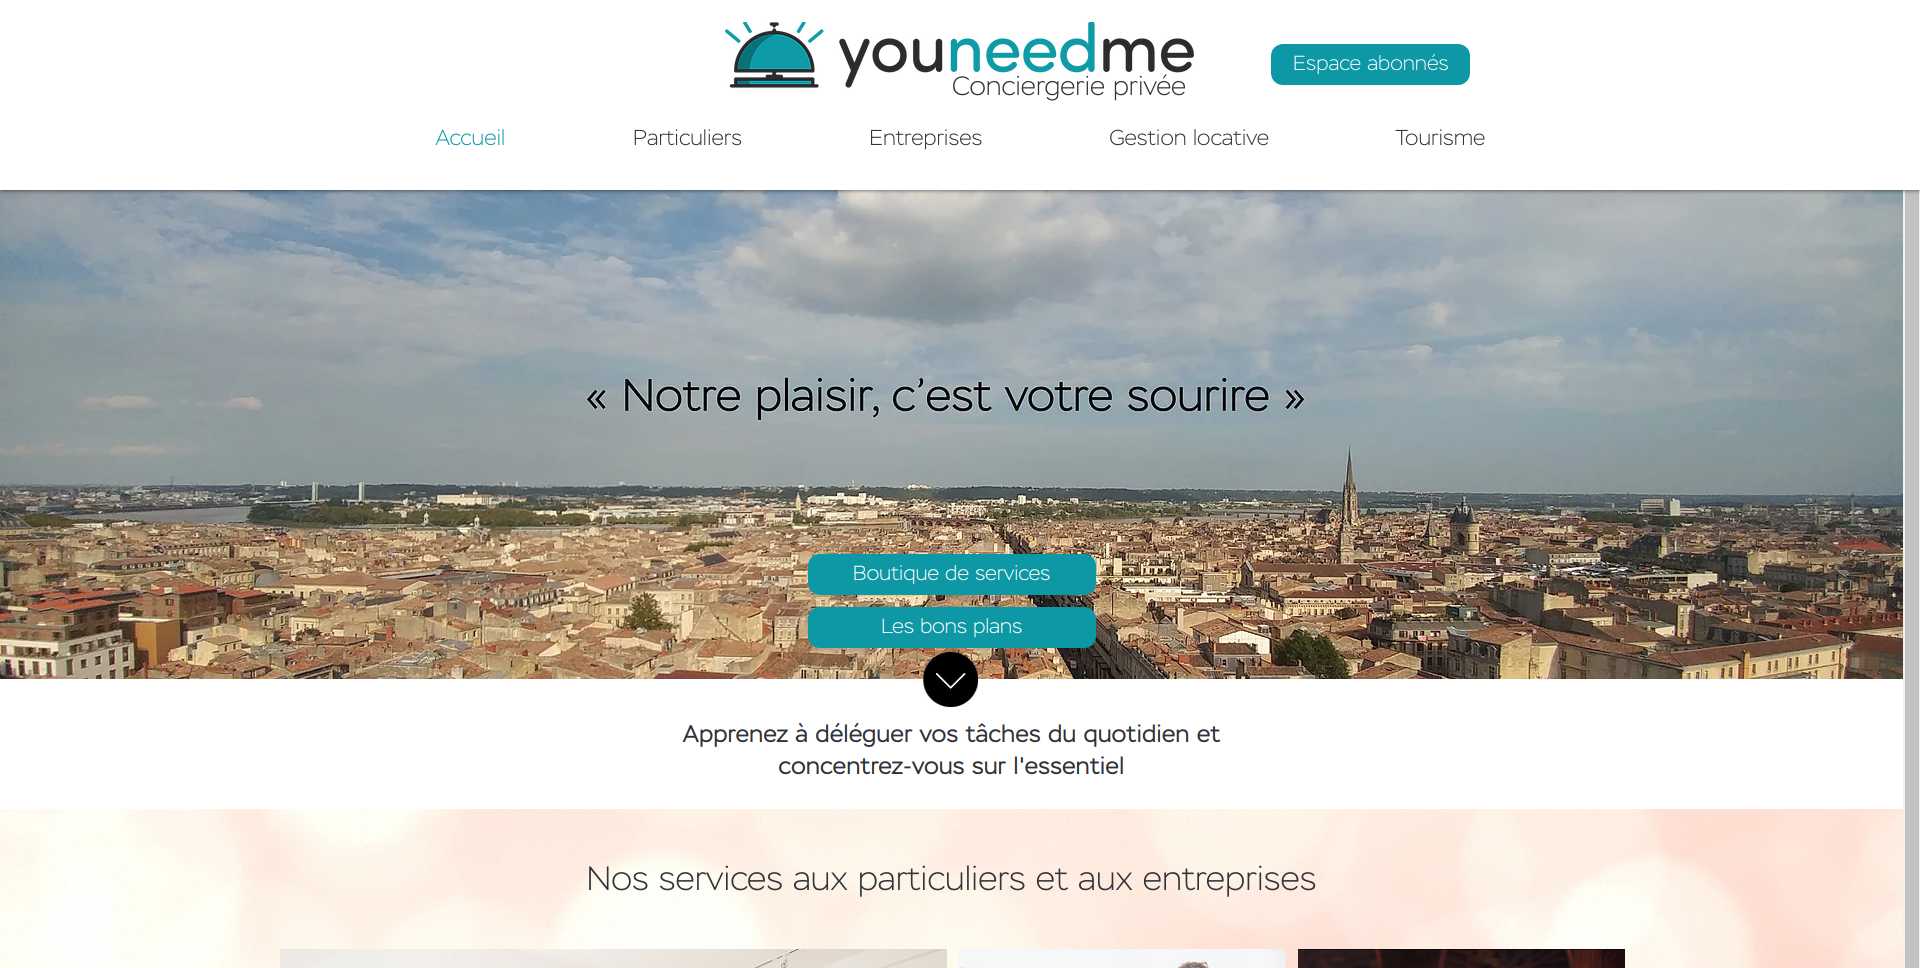 youneedme
Conciergerie privée
Espace abonnés
Accueil
Particuliers
Entreprises
Gestion locative
Tourisme
« Notre plaisir, c’est votre sourire »
Boutique de services
Les bons plans
Apprenez à déléguer vos tâches du quotidien et
concentrez-vous sur l'essentiel
Nos services aux particuliers et aux entreprises